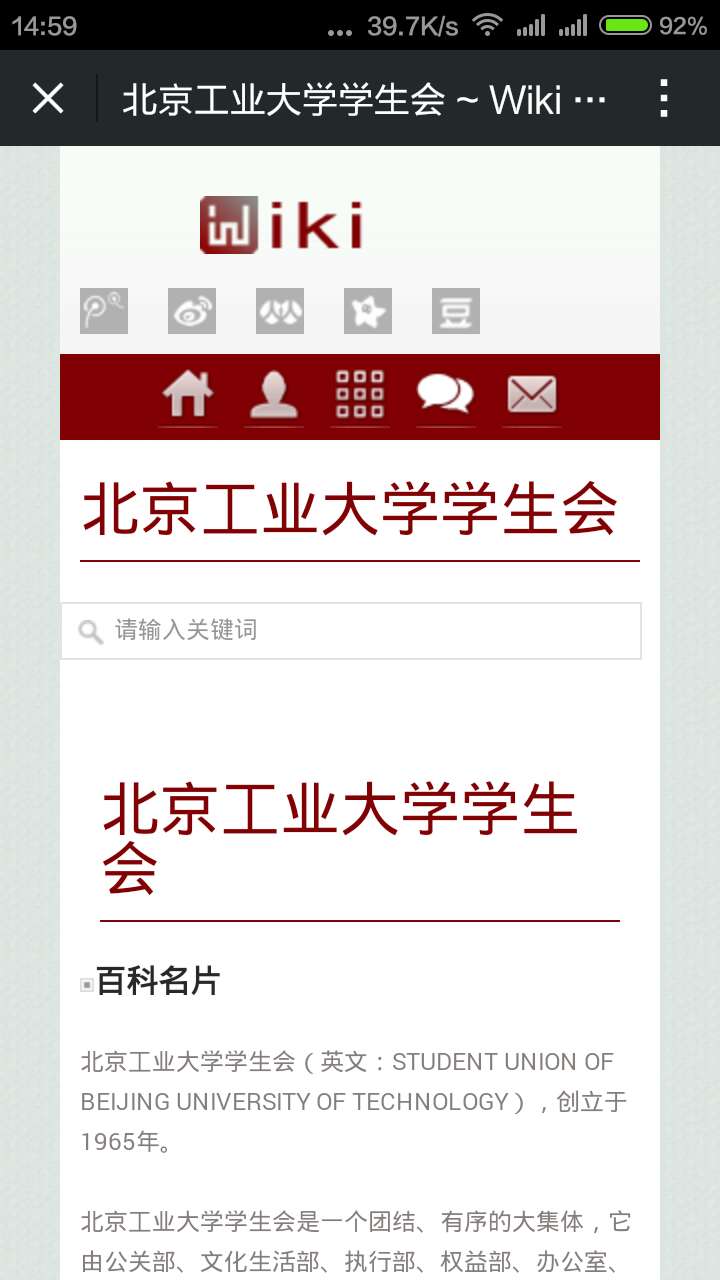 14:59
... 39.7K/s 92%
北京工业大学学生会 ~ Wiki ...
wiki
豆
北京工业大学学生会
请输入关键词
北京工业大学学生
会
百科名片
北京工业大学学生会（英文：STUDENT UNION OF
BEIJING UNIVERSITY OF TECHNOLOGY），创立于
1965年。
北京工业大学学生会是一个团结、有序的大集体，它
由公关部、文化生活部、执行部、权益部、办公室、